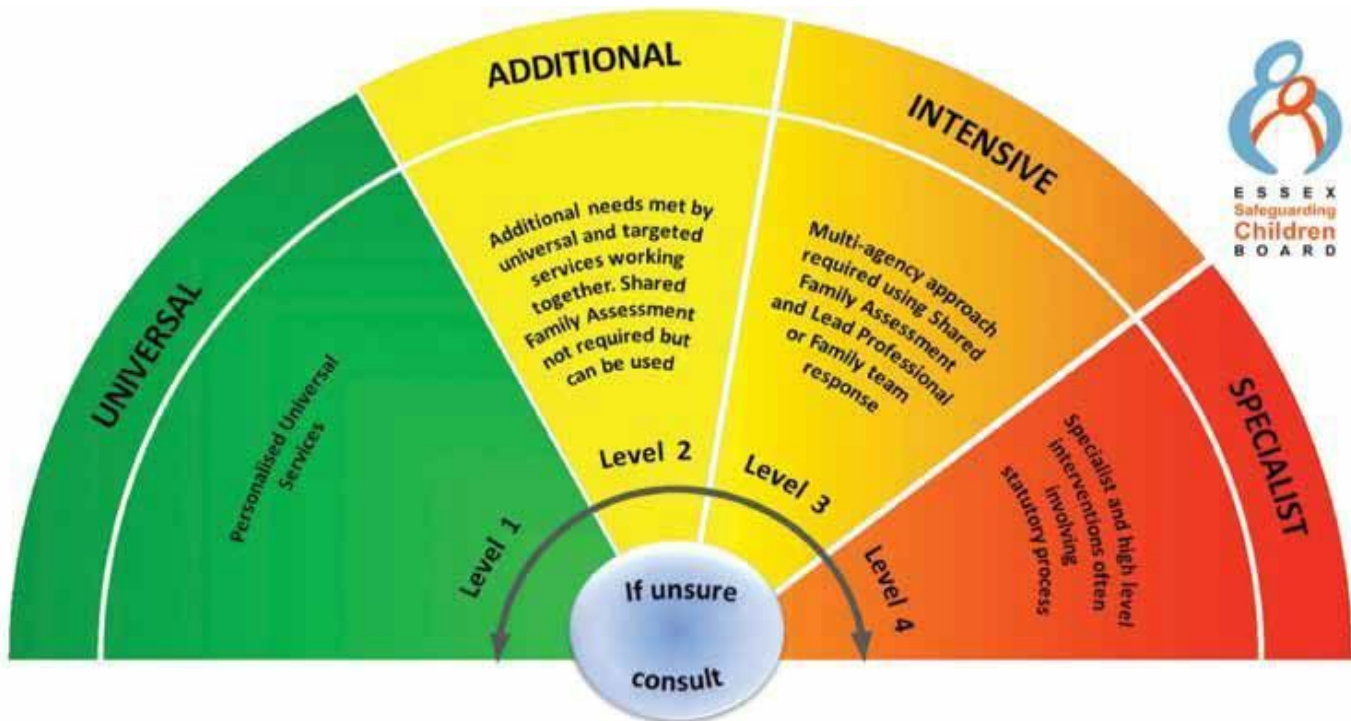 UNIVERSAL
Personalised Universal
Services
Level 1
ADDITIONAL
Additional needs met by
universal and targeted
services working
together. Shared
Family Assessment
not required but
can be used
Level 2
INTENSIVE
Multi-agency approach
required using Shared
Family Assessment
and Lead Professional
or Family team
response
Level 3
SPECIALIST
Specialist and high level
interventions often
involving
statutory process
Level 4
If unsure
consult
ESSEX
Safeguarding
Children
BOARD